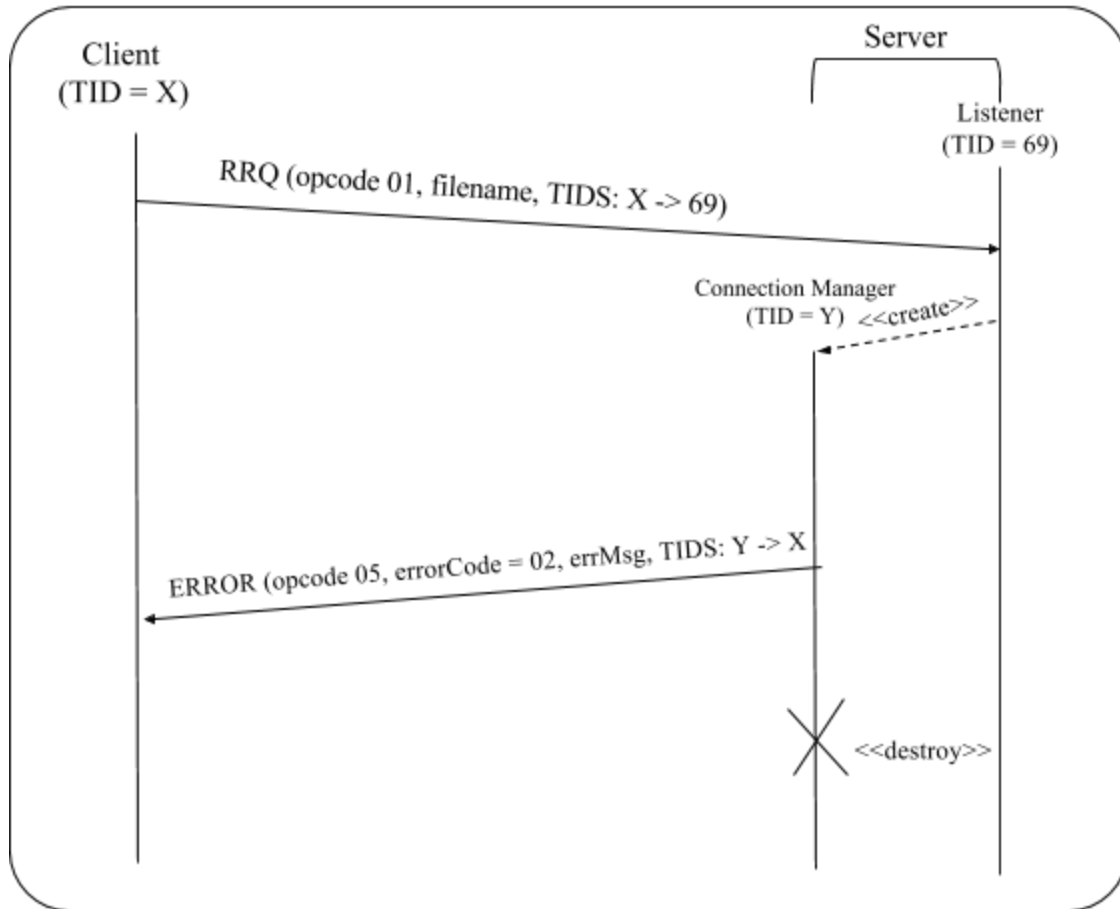 Client
(TID = X)
Server
Listener
(TID = 69)
RRQ (opcode 01, filename, TIDS: X -> 69)
Connection Manager
(TID = Y)
<<create>>
ERROR (opcode 05, errorCode = 02, errMsg, TIDS: Y -> X
<<destroy>>